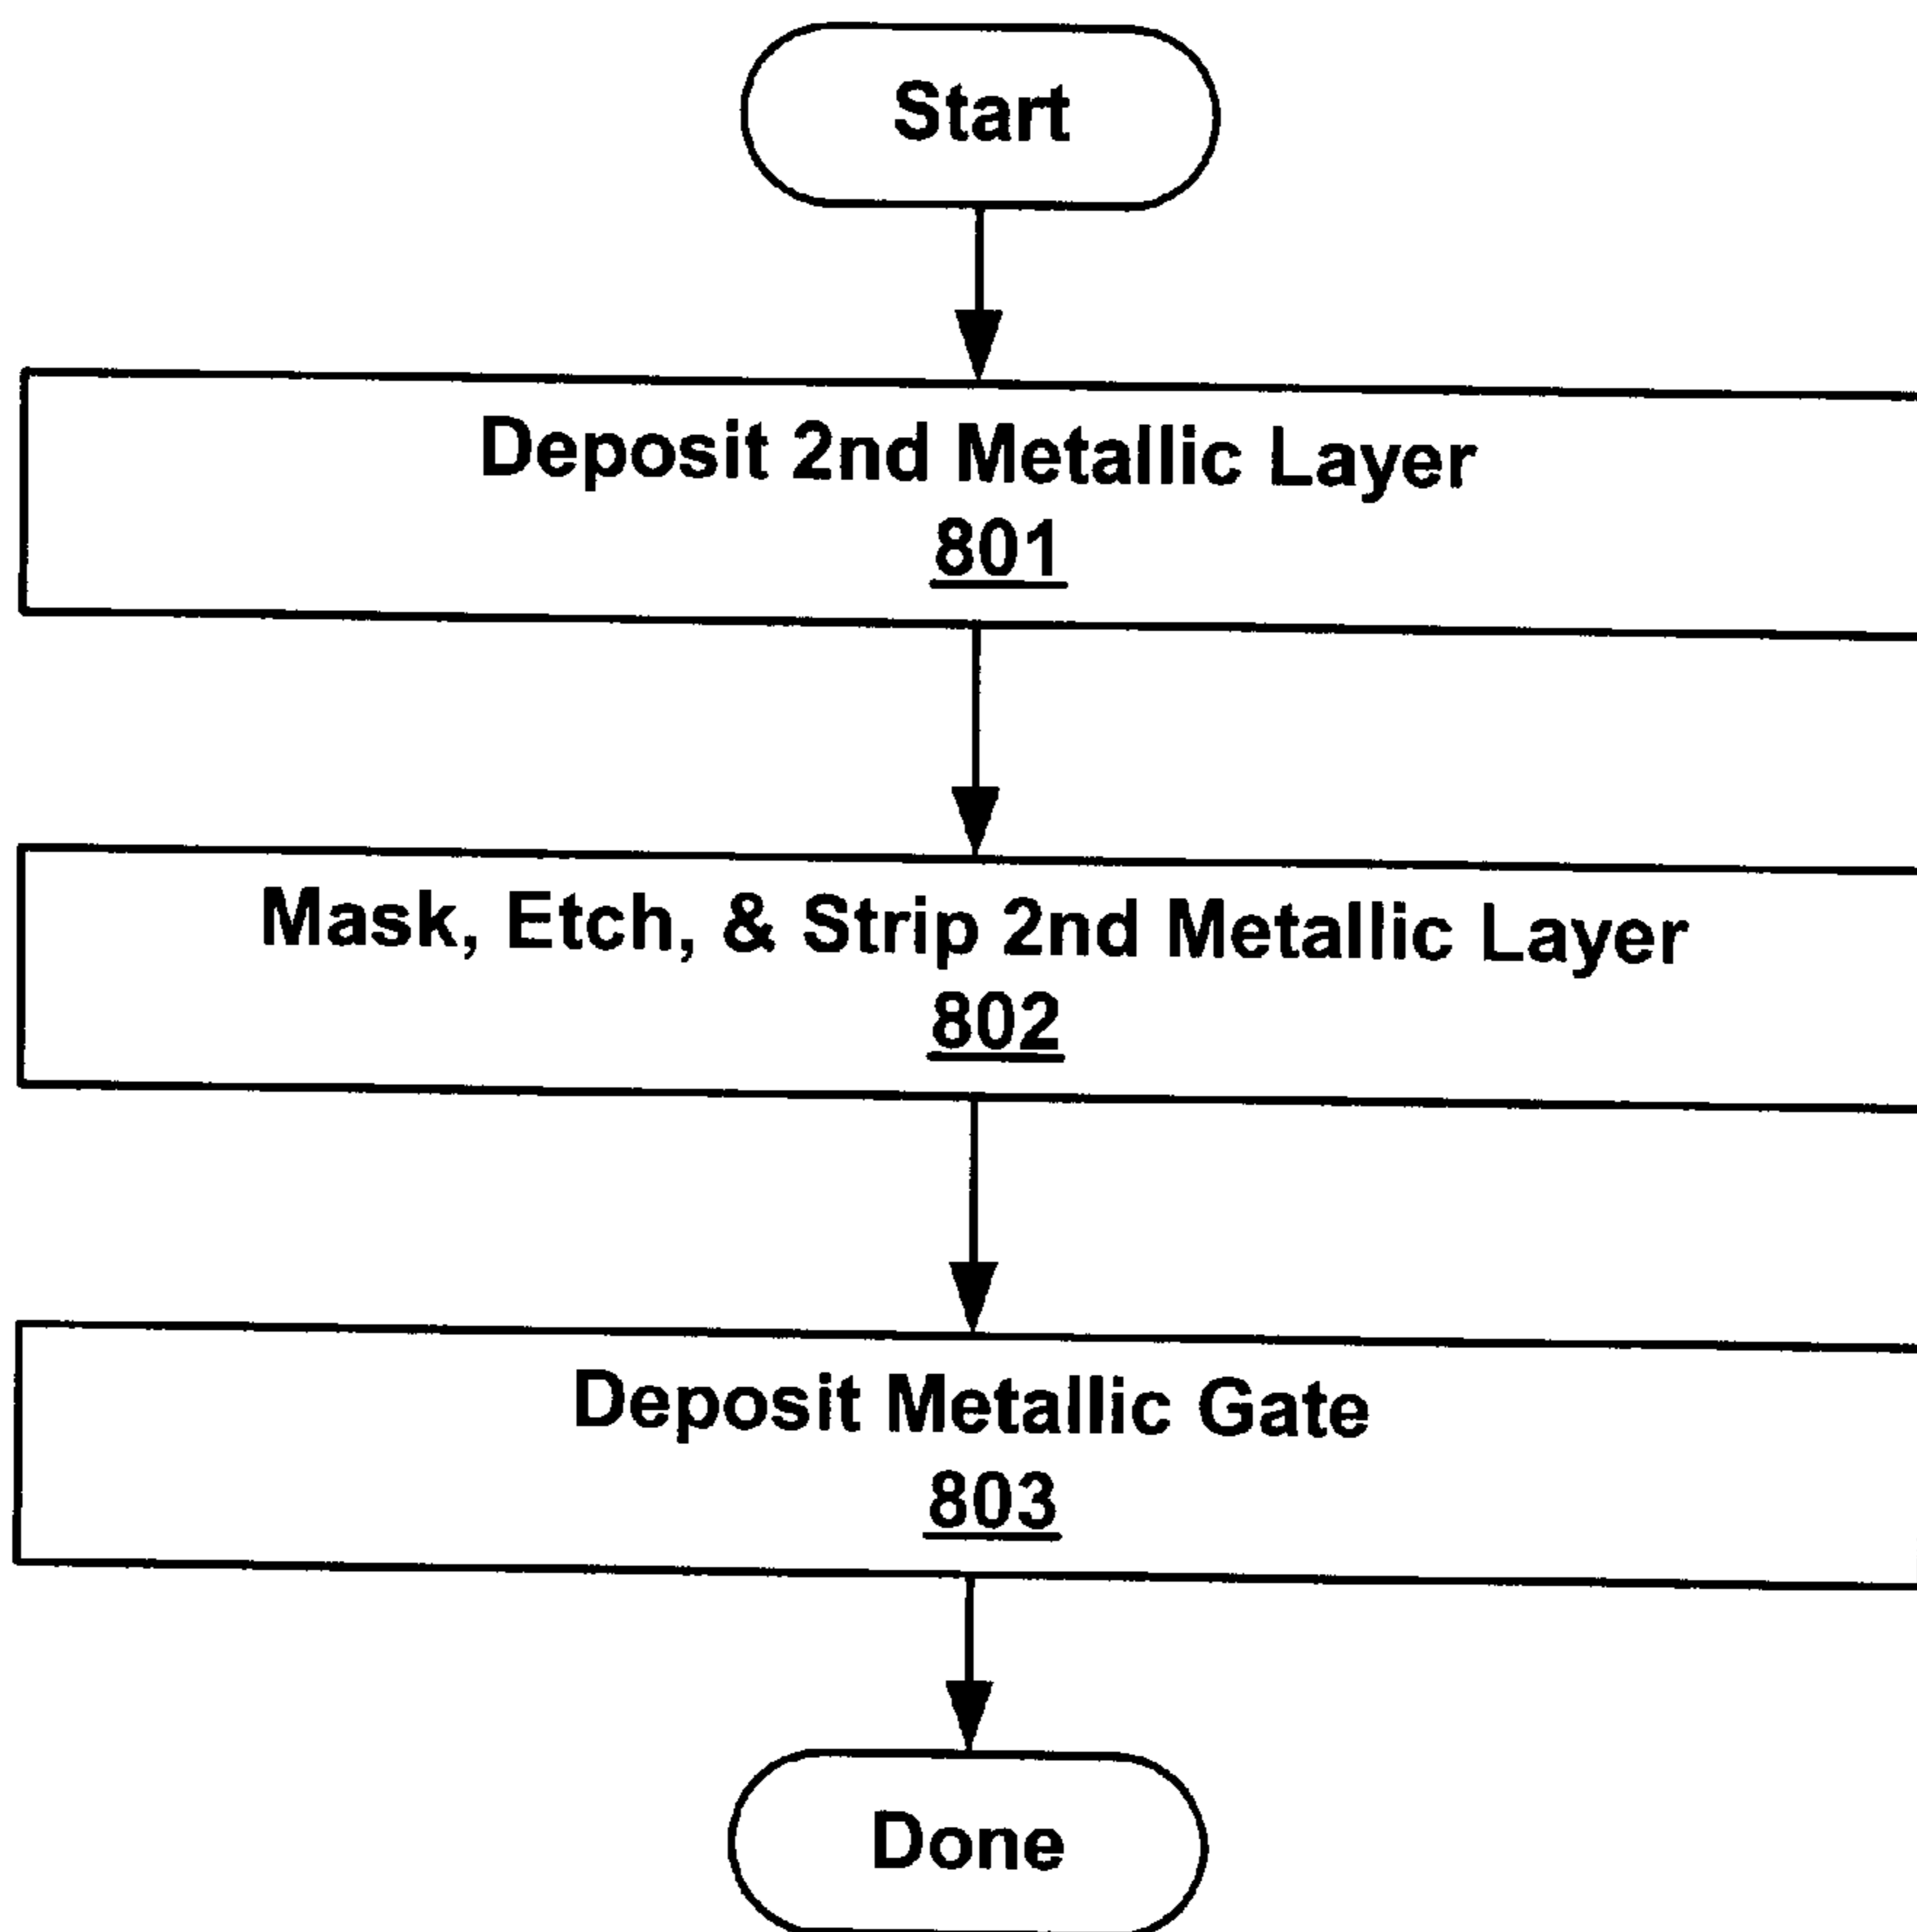 Start
Deposit 2nd Metallic Layer
801
Mask, Etch, & Strip 2nd Metallic Layer
802
Deposit Metallic Gate
803
Done